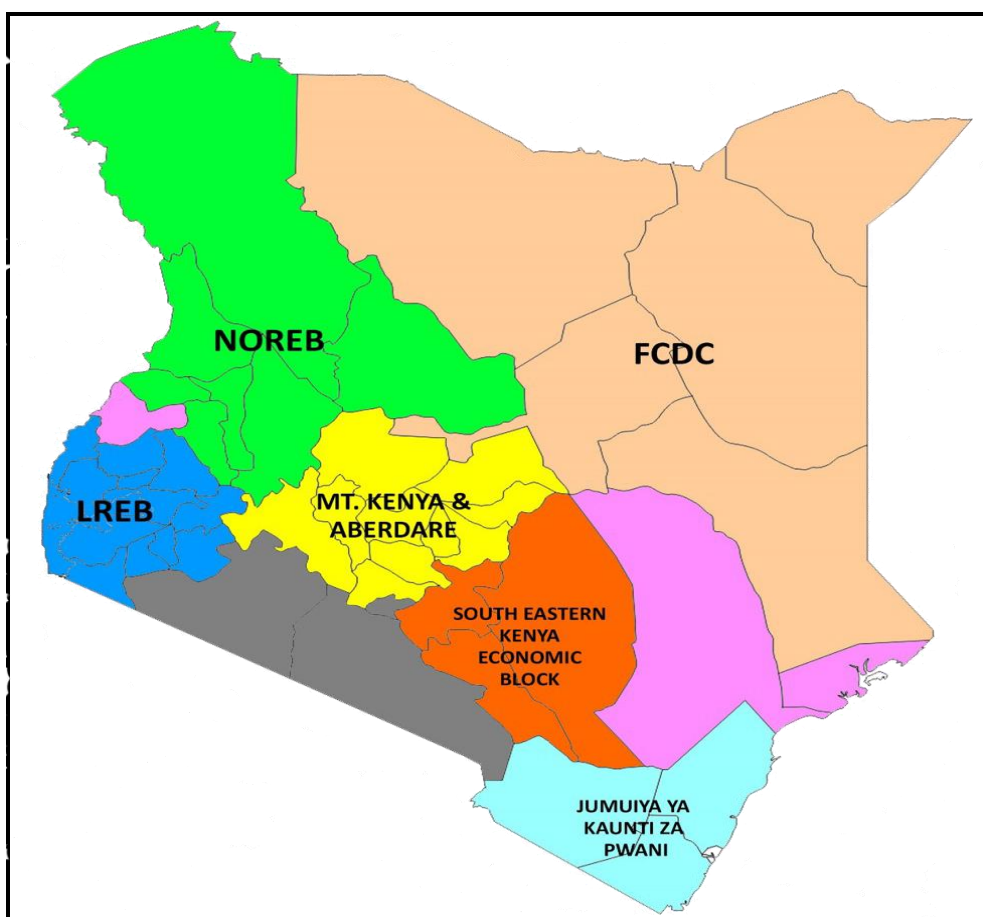 NOREB
FCDC
LREB
MT. KENYA &
ABERDARE
SOUTH EASTERN
KENYA
ECONOMIC
BLOCK
JUMUIYA YA
KAUNTI ZA
PWANI